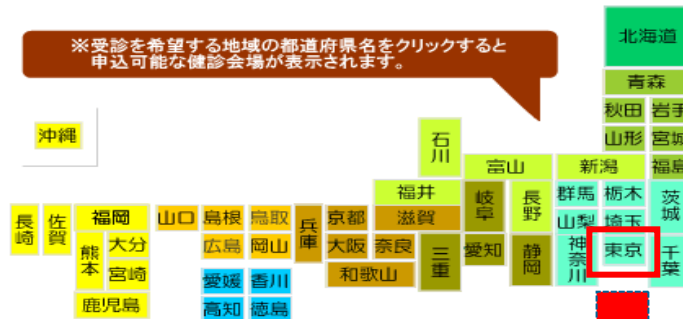 ※受診を希望する地域の都道府県名をクリックすると
申込可能な健診会場が表示されます。
北海道
青森
秋田 岩手
山形 宮城
沖縄
石川
富山 新潟 福島
福井 岐阜 長野 群馬 栃木 茨城
長崎 佐賀 福岡 山口 島根 鳥取 兵庫 京都 滋賀 山梨 埼玉
熊本 大分 広島 岡山 大阪 奈良 三重 愛知 静岡 神奈川 東京 千葉
宮崎 愛媛 香川 和歌山
鹿児島 高知 徳島